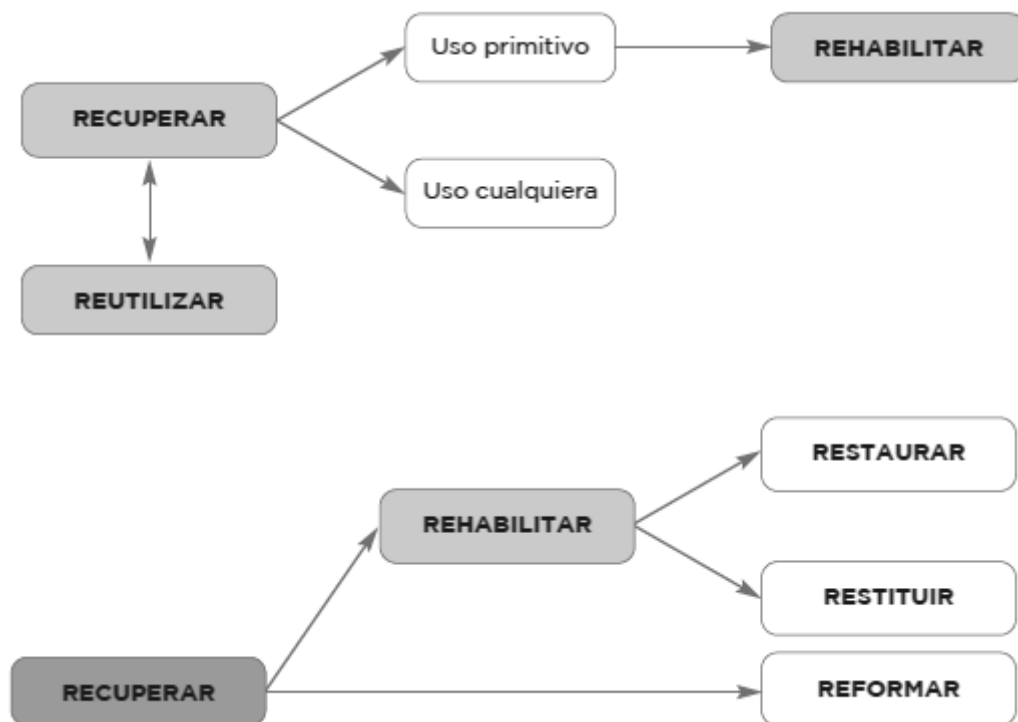 Uso primitivo
REHABILITAR
RECUPERAR
Uso cualquiera
REUTILIZAR
RESTAURAR
REHABILITAR
RESTITUIR
RECUPERAR
REFORMAR